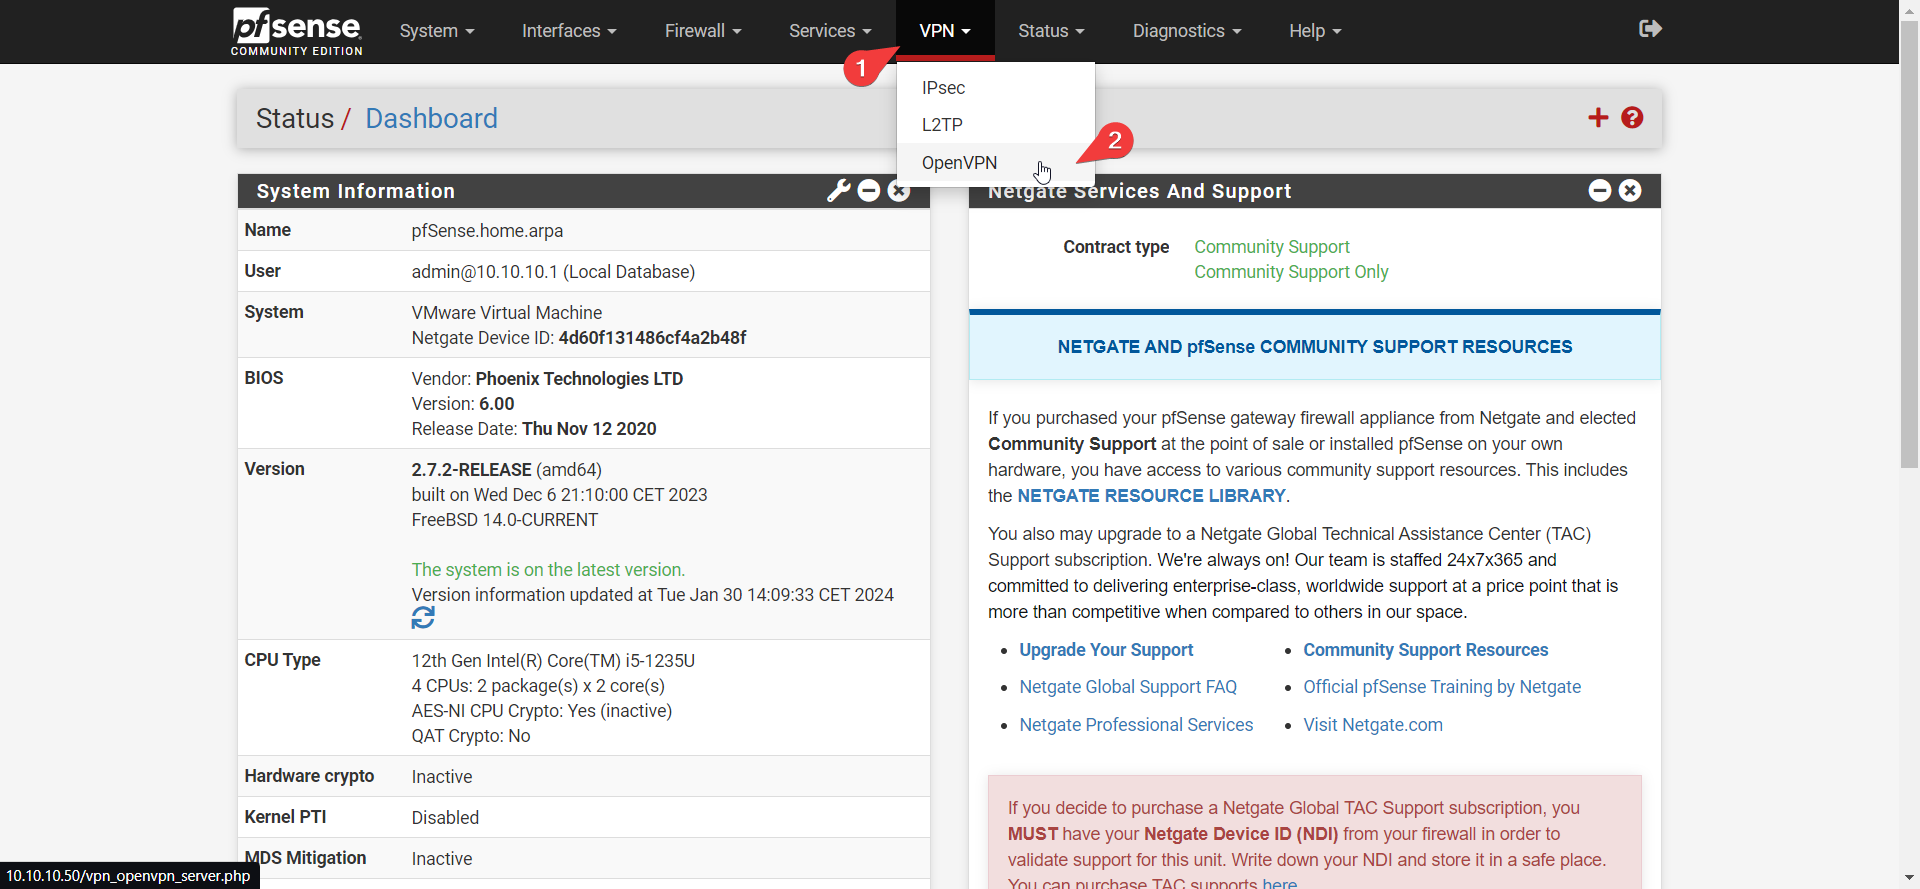 pfsense
COMMUNITY EDITION
System
Interfaces
Firewall
Services
VPN
Status
Diagnostics
Help
1
IPsec
L2TP
OpenVPN
2
Status / Dashboard
System Information
Name pfSense.home.arpa
User admin@10.10.10.1 (Local Database)
System VMware Virtual Machine
Netgate Device ID: 4d60f131486cf4a2b48f
BIOS Vendor: Phoenix Technologies LTD
Version: 6.00
Release Date: Thu Nov 12 2020
Version 2.7.2-RELEASE (amd64)
built on Wed Dec 6 21:10:00 CET 2023
FreeBSD 14.0-CURRENT
The system is on the latest version.
Version information updated at Tue Jan 30 14:09:33 CET 2024
CPU Type 12th Gen Intel(R) Core(TM) i5-1235U
4 CPUs: 2 package(s) x 2 core(s)
AES-NI CPU Crypto: Yes (inactive)
QAT Crypto: No
Hardware crypto Inactive
Kernel PTI Disabled
MDS Mitigation Inactive
Netgate Services And Support
Contract type Community Support
Community Support Only
NETGATE AND pfSense COMMUNITY SUPPORT RESOURCES
If you purchased your pfSense gateway firewall appliance from Netgate and elected
Community Support at the point of sale or installed pfSense on your own
hardware, you have access to various community support resources. This includes
the NETGATE RESOURCE LIBRARY.
You also may upgrade to a Netgate Global Technical Assistance Center (TAC)
Support subscription. We're always on! Our team is staffed 24x7x365 and
committed to delivering enterprise-class, worldwide support at a price point that is
more than competitive when compared to others in our space.
Upgrade Your Support
Community Support Resources
Netgate Global Support FAQ
Official pfSense Training by Netgate
Netgate Professional Services
Visit Netgate.com
If you decide to purchase a Netgate Global TAC Support subscription, you
MUST have your Netgate Device ID (NDI) from your firewall in order to
validate support for this unit. Write down your NDI and store it in a safe place.
You can purchase TAC supports here
10.10.10.50/vpn_openvpn_server.php